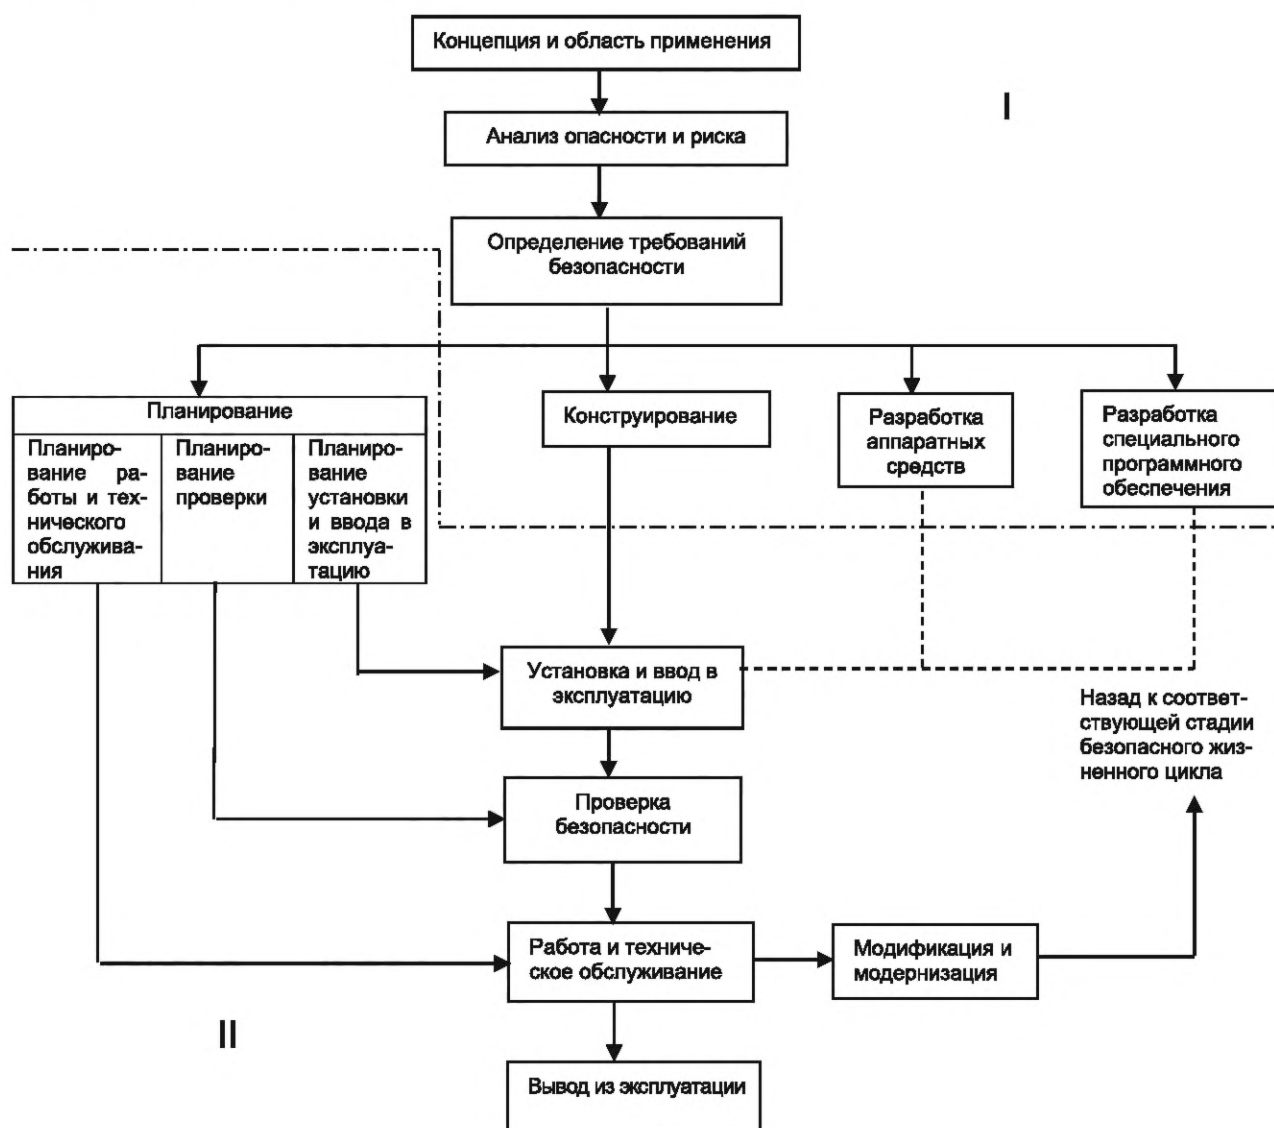 Концепция и область применения
I
Анализ опасности и риска
Определение требований
безопасности
Планирование
Планиро-
вание ра-
боты и тех-
нического
обслужива-
ния
Планиро-
вание
проверки
Планиро-
вание
установки
и ввода в
эксплуа-
тацию
Конструирование
Разработка
аппаратных
средств
Разработка
специального
программного
обеспечения
Установка и ввод в
эксплуатацию
Назад к соответ-
ствующей стадии
безопасного жиз-
ненного цикла
Проверка
безопасности
Работа и техниче-
ское обслуживание
Модификация и
модернизация
II
Вывод из эксплуатации